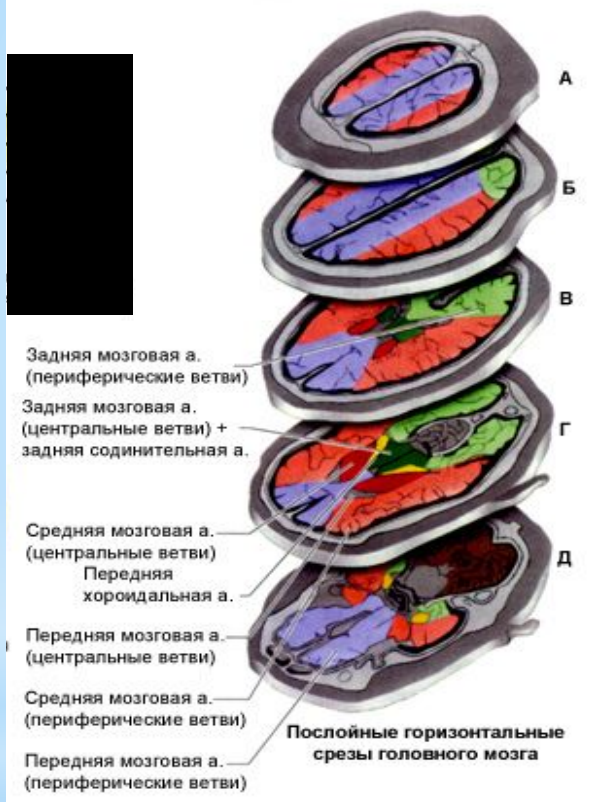 А
Б
В
Задняя мозговая а.
(периферические ветви)
Задняя мозговая а.
(центральные ветви) +
задняя содинительная а.
Г
Средняя мозговая а.
(центральные ветви)
Передняя
хороидальная а.
Д
Передняя мозговая а.
(центральные ветви)
Средняя мозговая а.
(периферические ветви)
Передняя мозговая а.
(периферические ветви)
Послойные горизонтальные
срезы головного мозга